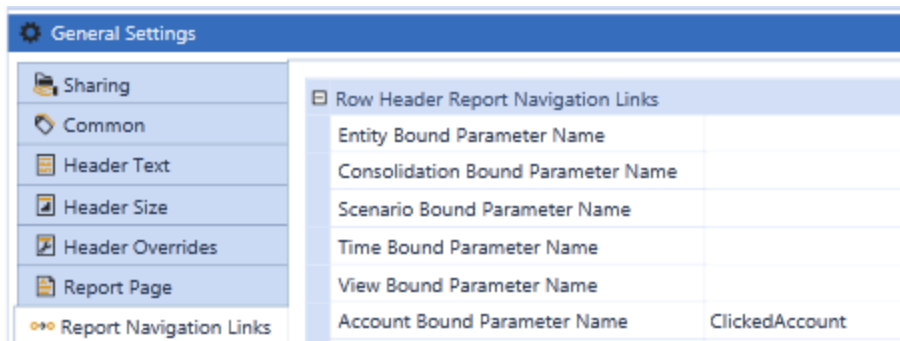 General Settings
Sharing
Common
Header Text
Header Size
Header Overrides
Report Page
Report Navigation Links
Row Header Report Navigation Links
Entity Bound Parameter Name
Consolidation Bound Parameter Name
Scenario Bound Parameter Name
Time Bound Parameter Name
View Bound Parameter Name
Account Bound Parameter Name ClickedAccount